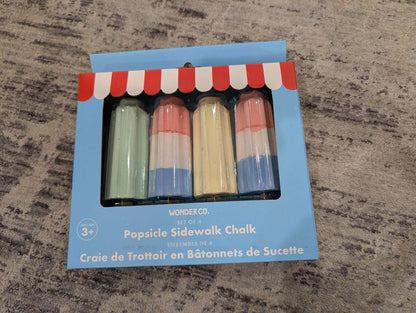 WONDER CO.
SET OF 4
Popsicle Sidewalk Chalk
ENSEMBLE DE 4
Craie de Trottoir en Bâtonnets de Sucette
3+